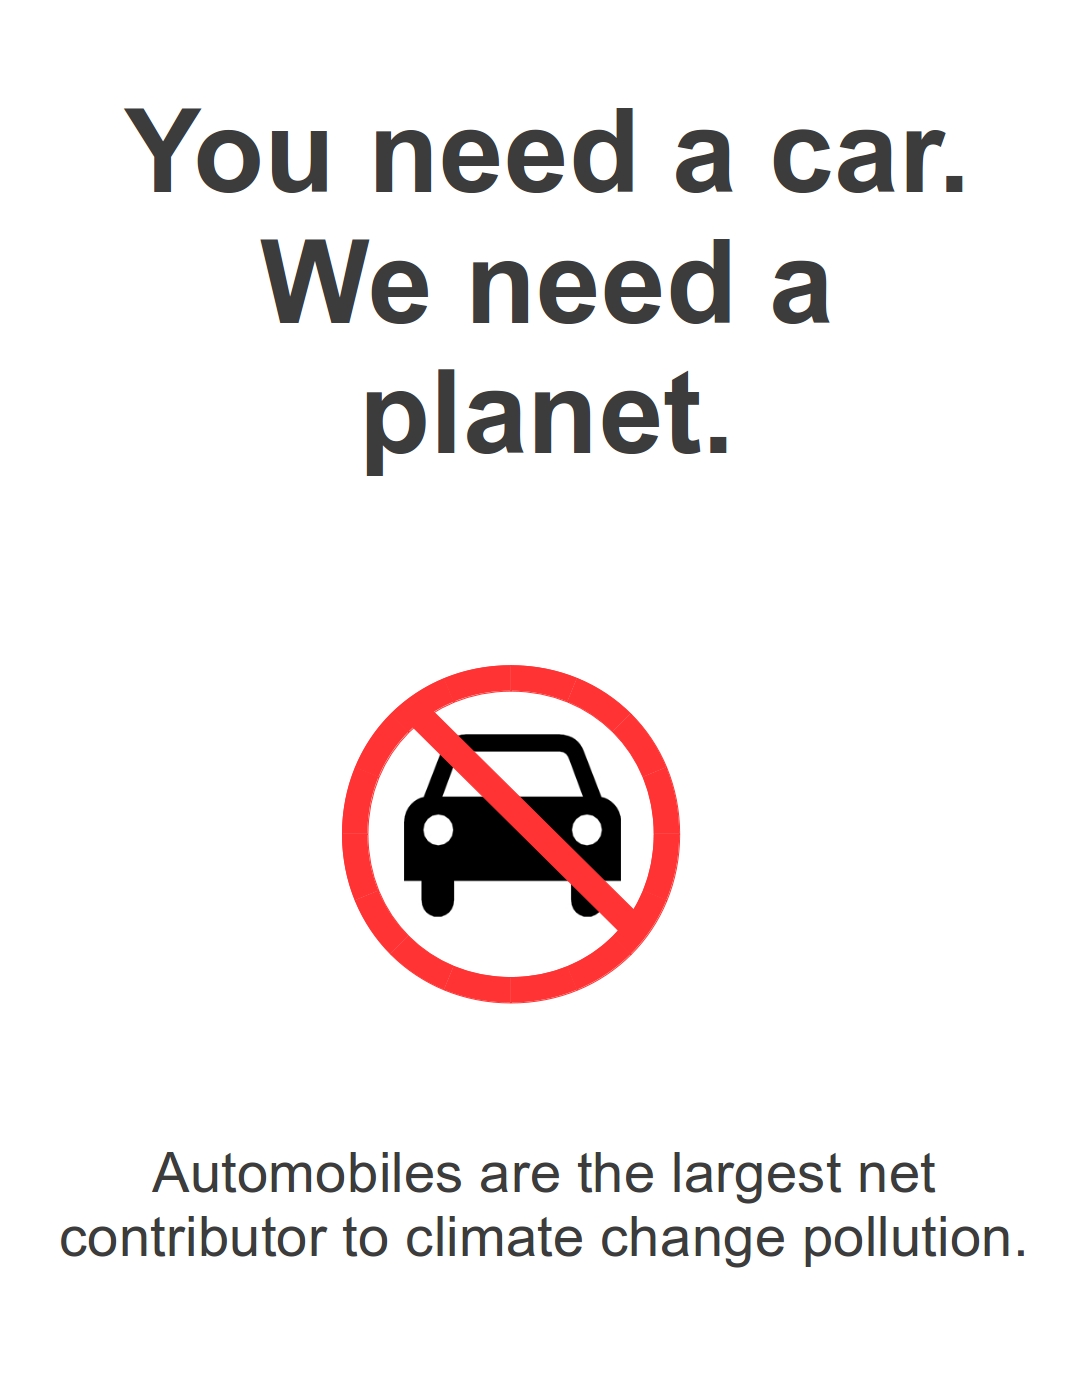 You need a car.
We need a
planet.
Automobiles are the largest net
contributor to climate change pollution.